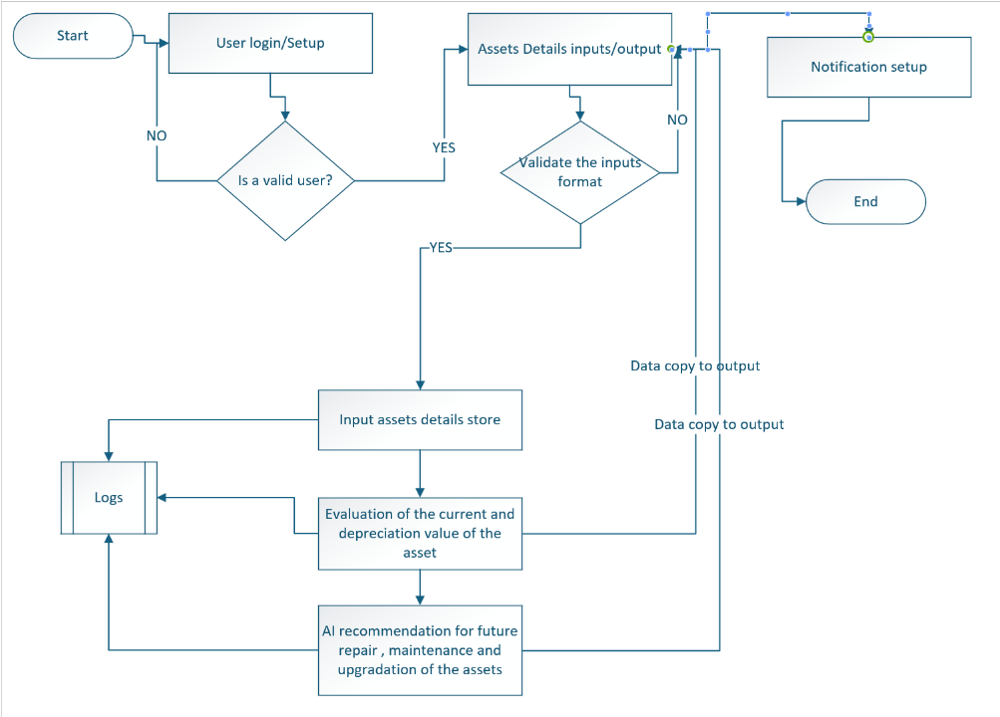 Start
User login/Setup
Assets Details inputs/output
Notification setup
NO
NO
YES
Is a valid user?
Validate the inputs
format
End
YES
Data copy to output
Input assets details store
Data copy to output
Logs
Evaluation of the current and
depreciation value of the
asset
AI recommendation for future
repair , maintenance and
upgradation of the assets